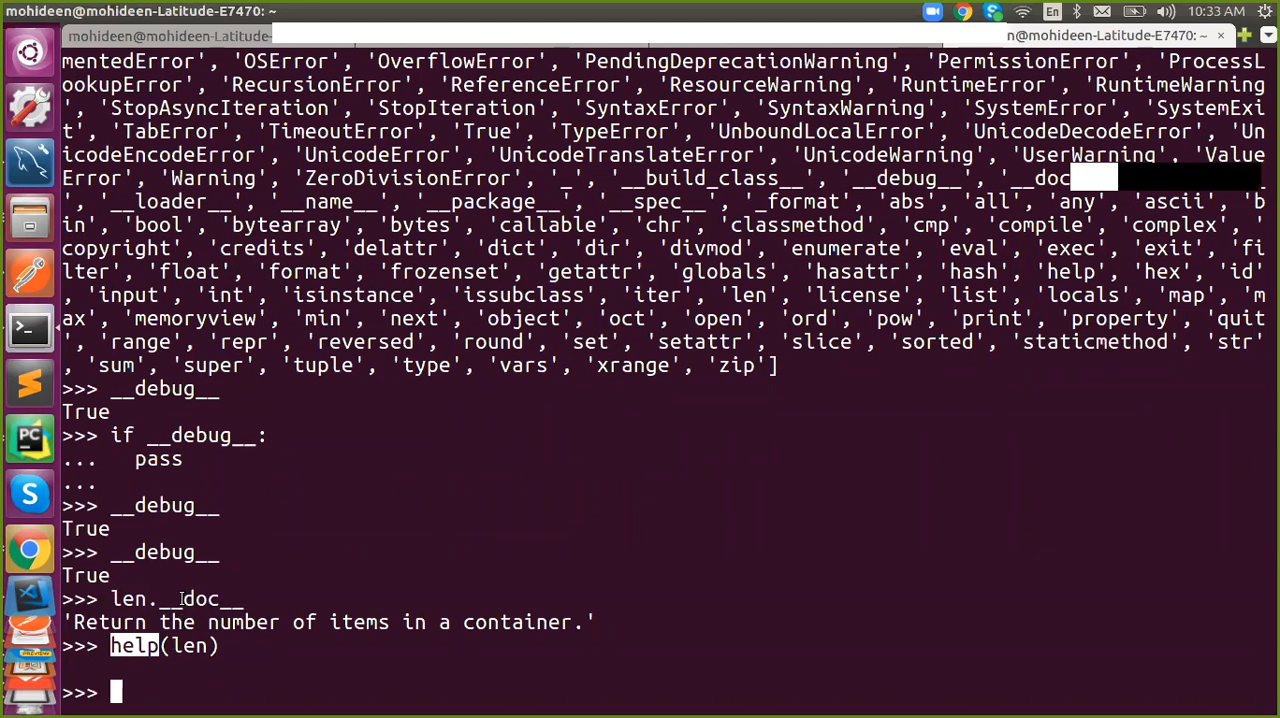 mohideen@mohideen-Latitude-E7470: ~
En
10:33 AM
mohideen@mohideen-Latitude-
n@mohideen-Latitude-E7470: ~
mentedError', 'OSError', 'OverflowError', 'PendingDeprecationWarning', 'PermissionError', 'ProcessL
ookupError', 'RecursionError', 'ReferenceError', 'ResourceWarning', 'RuntimeError', 'RuntimeWarning
', 'StopAsyncIteration', 'StopIteration', 'SyntaxError', 'SyntaxWarning', 'SystemError', 'SystemExi
t', 'TabError', 'TimeoutError', 'True', 'TypeError', 'UnboundLocalError', 'UnicodeDecodeError', 'Un
icodeEncodeError', 'UnicodeError', 'UnicodeTranslateError', 'UnicodeWarning', 'UserWarning', 'Value
Error', 'Warning', 'ZeroDivisionError', '_', '__build_class__', '__debug__', '__doc
, '__loader__', '__name__', '__package__', '__spec__', '_format', 'abs', 'all', 'any', 'ascii', 'b
in', 'bool', 'bytearray', 'bytes', 'callable', 'chr', 'classmethod', 'cmp', 'compile', 'complex', '
copyright', 'credits', 'delattr', 'dict', 'dir', 'divmod', 'enumerate', 'eval', 'exec', 'exit', 'fi
lter', 'float', 'format', 'frozenset', 'getattr', 'globals', 'hasattr', 'hash', 'help', 'hex', 'id'
, 'input', 'int', 'isinstance', 'issubclass', 'iter', 'len', 'license', 'list', 'locals', 'map', 'm
ax', 'memoryview', 'min', 'next', 'object', 'oct', 'open', 'ord', 'pow', 'print', 'property', 'quit
', 'range', 'repr', 'reversed', 'round', 'set', 'setattr', 'slice', 'sorted', 'staticmethod', 'str'
, 'sum', 'super', 'tuple', 'type', 'vars', 'xrange', 'zip']
>>> __debug__
True
>>> if __debug__:
...   pass
...
>>> __debug__
True
>>> __debug__
True
>>> len.__doc__
'Return the number of items in a container.'
>>> help(len)
>>>